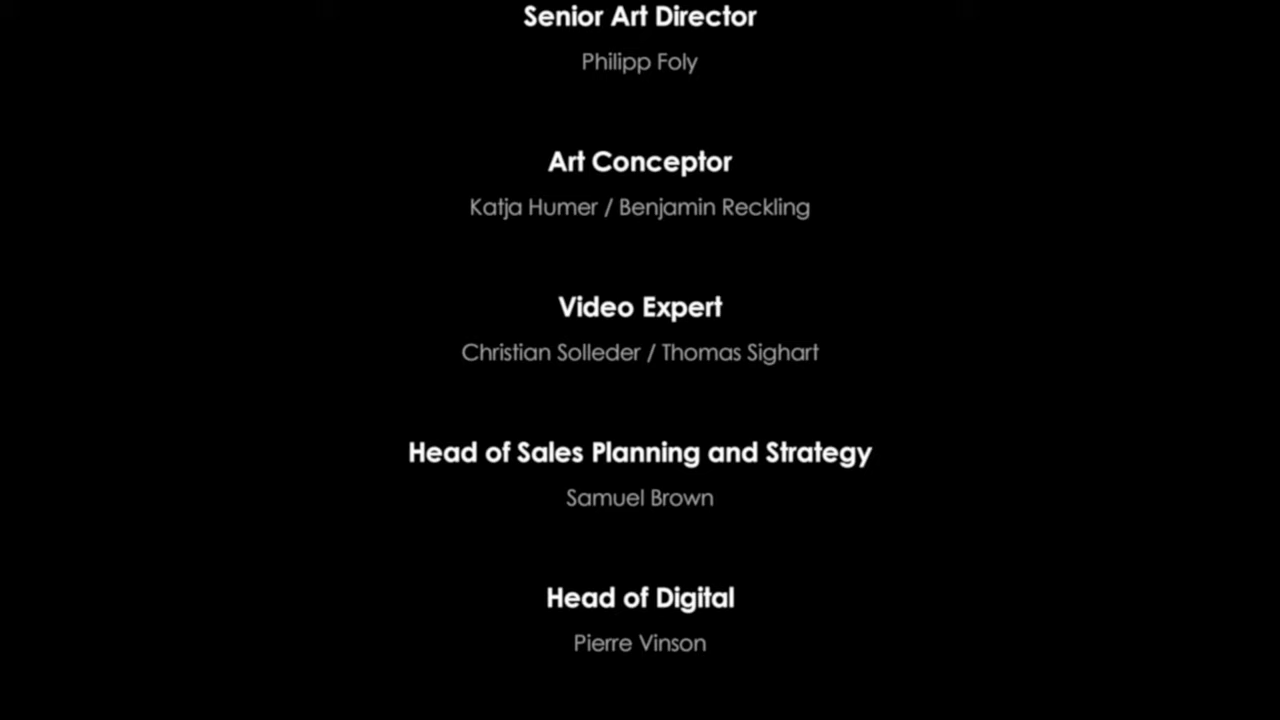 Senior Art Director
Philipp Foly
Art Conceptor
Katja Humer / Benjamin Reckling
Video Expert
Christian Solleder / Thomas Sighart
Head of Sales Planning and Strategy
Samuel Brown
Head of Digital
Pierre Vinson